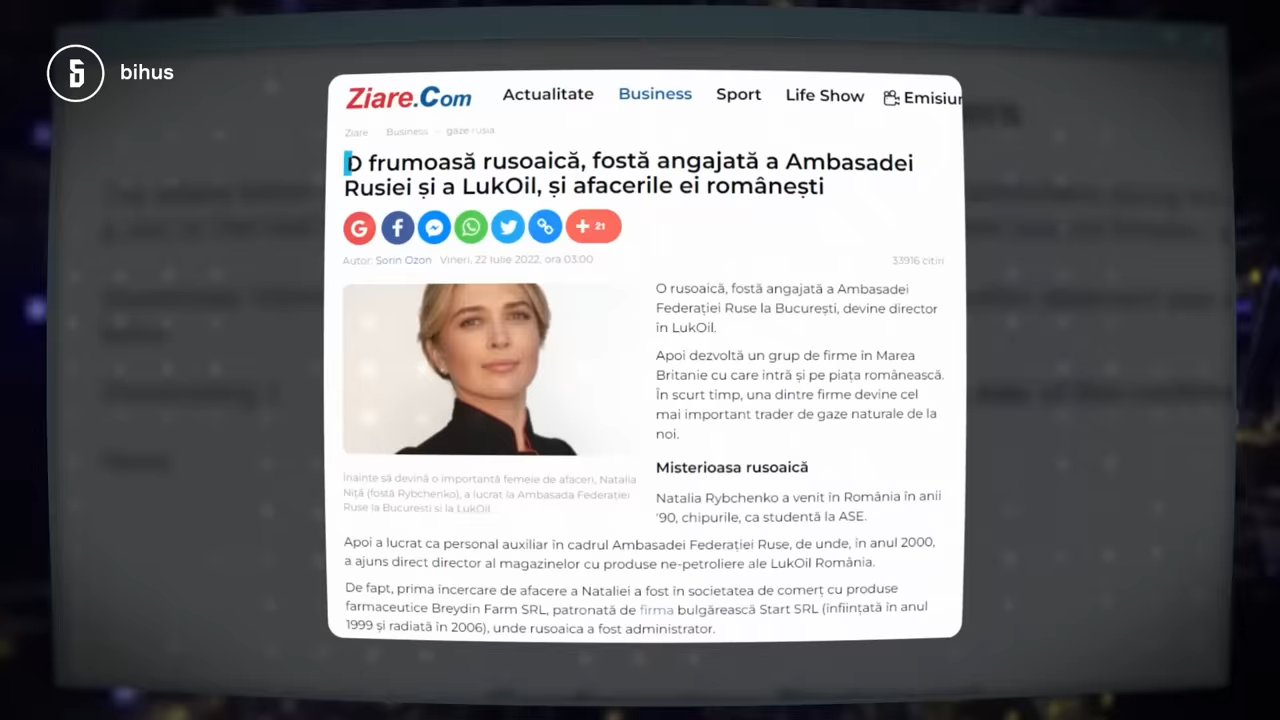 bihus
Ziare.Com Actualitate Business Sport Life Show Emisiun
Ziare Business gaze rusia
O frumoasă rusoaică, fostă angajată a Ambasadei
Rusiei și a LukOil, și afacerile ei românești
+ 21
Autor: Sorin Ozon Vineri, 22 Iulie 2022, ora 03:00 33916 citiri
O rusoaică, fostă angajată a Ambasadei
Federației Ruse la București, devine director
în LukOil.
Apoi dezvoltă un grup de firme în Marea
Britanie cu care intră și pe piața românească.
În scurt timp, una dintre firme devine cel
mai important trader de gaze naturale de la
noi.
Înainte să devină o importantă femeie de afaceri, Natalia
Niță (fostă Rybchenko), a lucrat la Ambasada Federației
Ruse la Bucuresti si la LukOil
Misterioasa rusoaică
Natalia Rybchenko a venit în România în anii
'90, chipurile, ca studentă la ASE.
Apoi a lucrat ca personal auxiliar în cadrul Ambasadei Federației Ruse, de unde, în anul 2000,
a ajuns direct director al magazinelor cu produse ne-petroliere ale LukOil România.
De fapt, prima încercare de afacere a Nataliei a fost în societatea de comerț cu produse
farmaceutice Breydin Farm SRL, patronată de firma bulgărească Start SRL (înființată în anul
1999 și radiată în 2006), unde rusoaica a fost administrator.